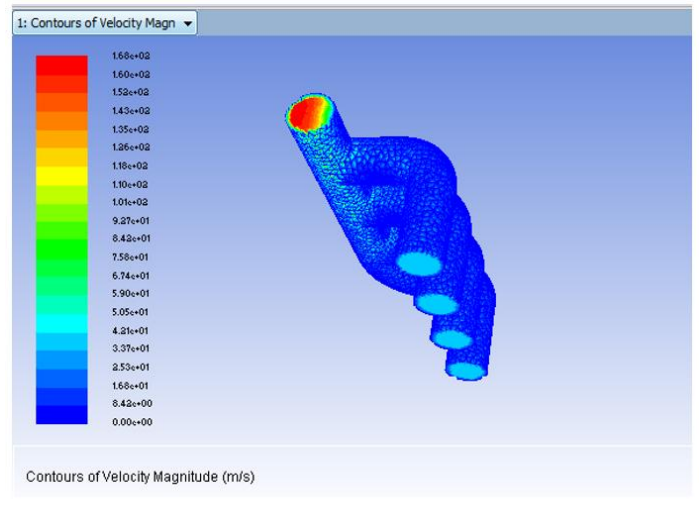 1: Contours of Velocity Magn
1.68e+02
1.60e+02
1.52e+02
1.43e+02
1.35e+02
1.26e+02
1.18e+02
1.10e+02
1.01e+02
9.27e+01
8.42e+01
7.58e+01
6.74e+01
5.90e+01
5.05e+01
4.21e+01
3.37e+01
2.53e+01
1.68e+01
8.42e+00
0.00e+00
Contours of Velocity Magnitude (m/s)